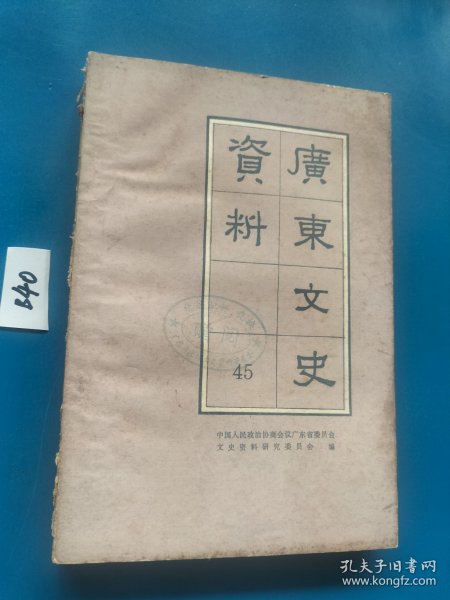 廣東文史
資料
45
中国人民政治协商会议广东省委员会
文史资料研究委员会 编
B40
孔夫子旧书网
www.kongfz.com